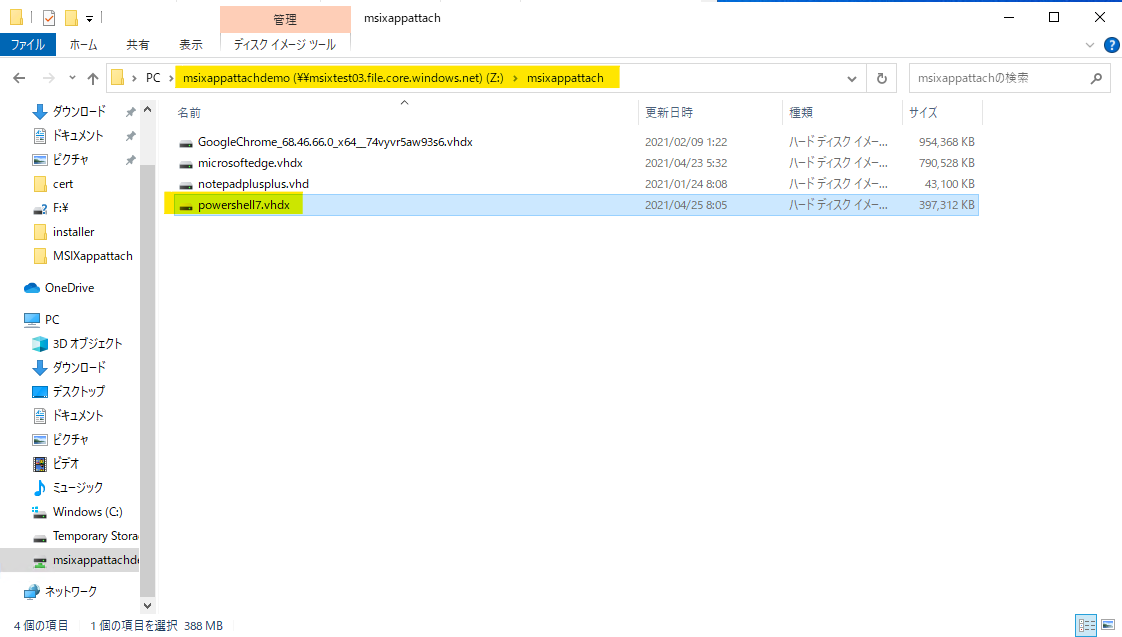 管理
msixappattach
ファイル
ホーム
共有
表示
ディスク イメージ ツール
PC
msixappattachdemo (¥¥msixtest03.file.core.windows.net) (Z:)
msixappattach
msixappattachの検索
名前
更新日時
種類
サイズ
GoogleChrome_68.46.66.0_x64__74vyvr5aw93s6.vhdx 2021/02/09 1:22 ハード ディスク イメー... 954,368 KB
microsoftedge.vhdx 2021/04/23 5:32 ハード ディスク イメー... 790,528 KB
notepadplusplus.vhd 2021/01/24 8:08 ハード ディスク イメー... 43,100 KB
powershell7.vhdx 2021/04/25 8:05 ハード ディスク イメー... 397,312 KB
ダウンロード
ドキュメント
ピクチャ
cert
F:¥
installer
MSIXappattach
OneDrive
PC
3D オブジェクト
ダウンロード
デスクトップ
ドキュメント
ピクチャ
ビデオ
ミュージック
Windows (C:)
Temporary Stora
msixappattachde
ネットワーク
4 個の項目
1 個の項目を選択 388 MB